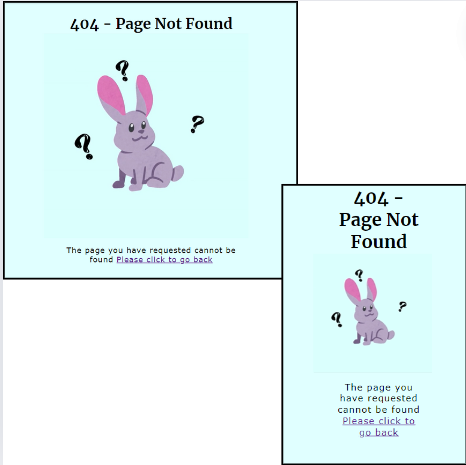 404 - Page Not Found
?
?
?
The page you have requested cannot be
found Please click to go back
404 -
Page Not
Found
?
?
?
The page you
have requested
cannot be found
Please click to
go back